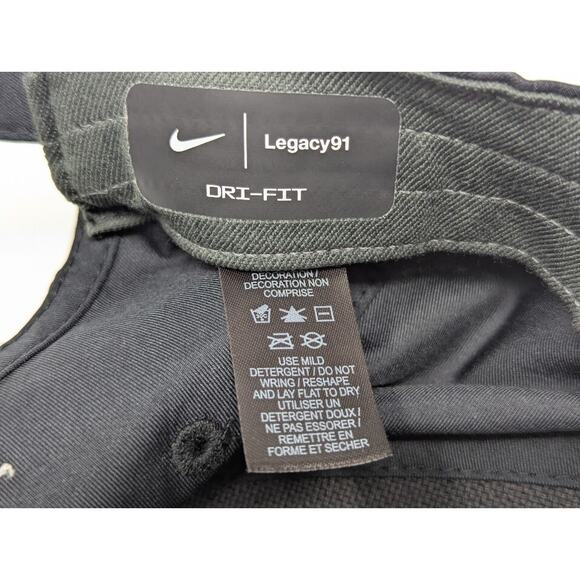 Legacy91
DRI-FIT
DECORATION /
DECORATION NON
COMPRISE
USE MILD
DETERGENT / DO NOT
WRING / RESHAPE
AND LAY FLAT TO DRY
UTILISER UN
DETERGENT DOUX /
NE PAS ESSORER /
REMETTRE EN
FORME ET SECHER